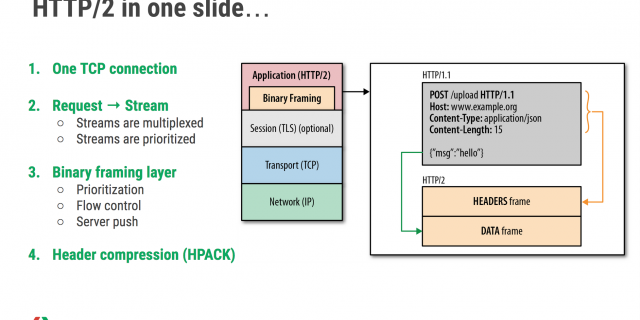 HTTP/2 in one slide…
1. One TCP connection
2. Request → Stream
○ Streams are multiplexed
○ Streams are prioritized
3. Binary framing layer
○ Prioritization
○ Flow control
○ Server push
4. Header compression (HPACK)
Application (HTTP/2)
Binary Framing
Session (TLS) (optional)
Transport (TCP)
Network (IP)
HTTP/1.1
POST /upload HTTP/1.1
Host: www.example.org
Content-Type: application/json
Content-Length: 15
{"msg":"hello"}
HTTP/2
HEADERS frame
DATA frame